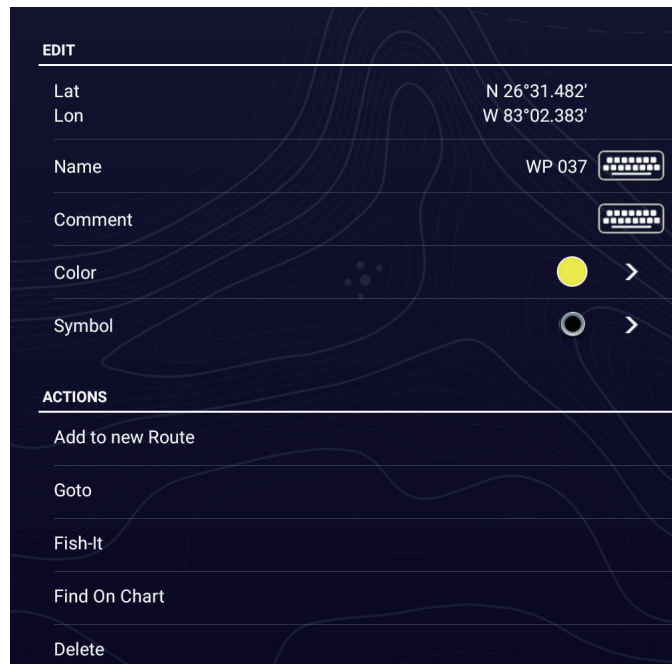 EDIT
Lat N 26°31.482'
Lon W 83°02.383'
Name WP 037
Comment
Color
Symbol
ACTIONS
Add to new Route
Goto
Fish-It
Find On Chart
Delete